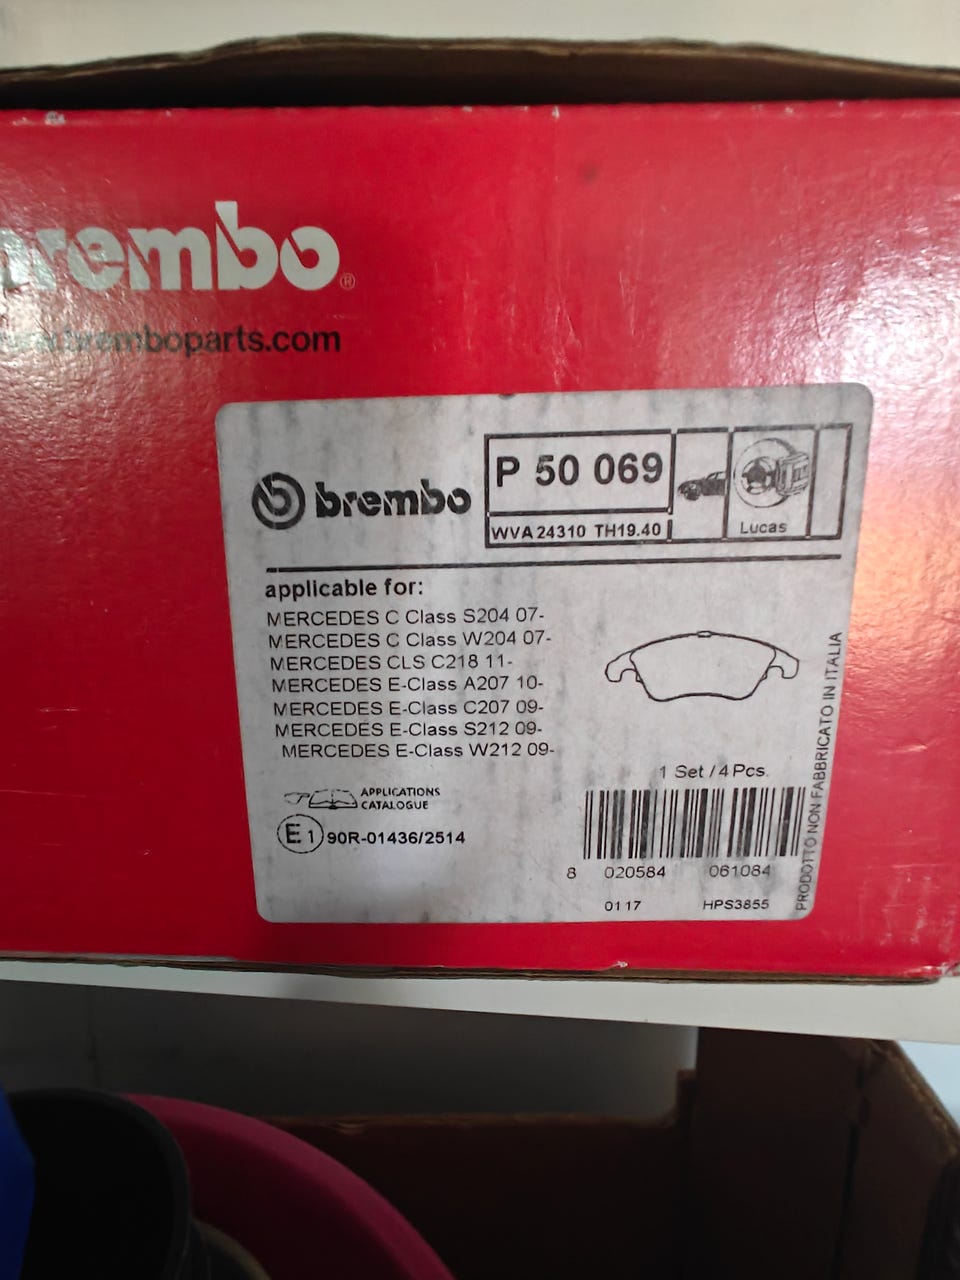 brembo®
bremboparts.com
brembo
P 50 069
WVA 24310 TH19.40
Lucas
applicable for:
MERCEDES C Class S204 07-
MERCEDES C Class W204 07-
MERCEDES CLS C218 11-
MERCEDES E-Class A207 10-
MERCEDES E-Class C207 09-
MERCEDES E-Class S212 09-
MERCEDES E-Class W212 09-
1 Set / 4 Pcs.
APPLICATIONS
CATALOGUE
E1 90R-01436/2514
8 020584 061084
0117 HPS3855
PRODOTTO NON FABBRICATO IN ITALIA